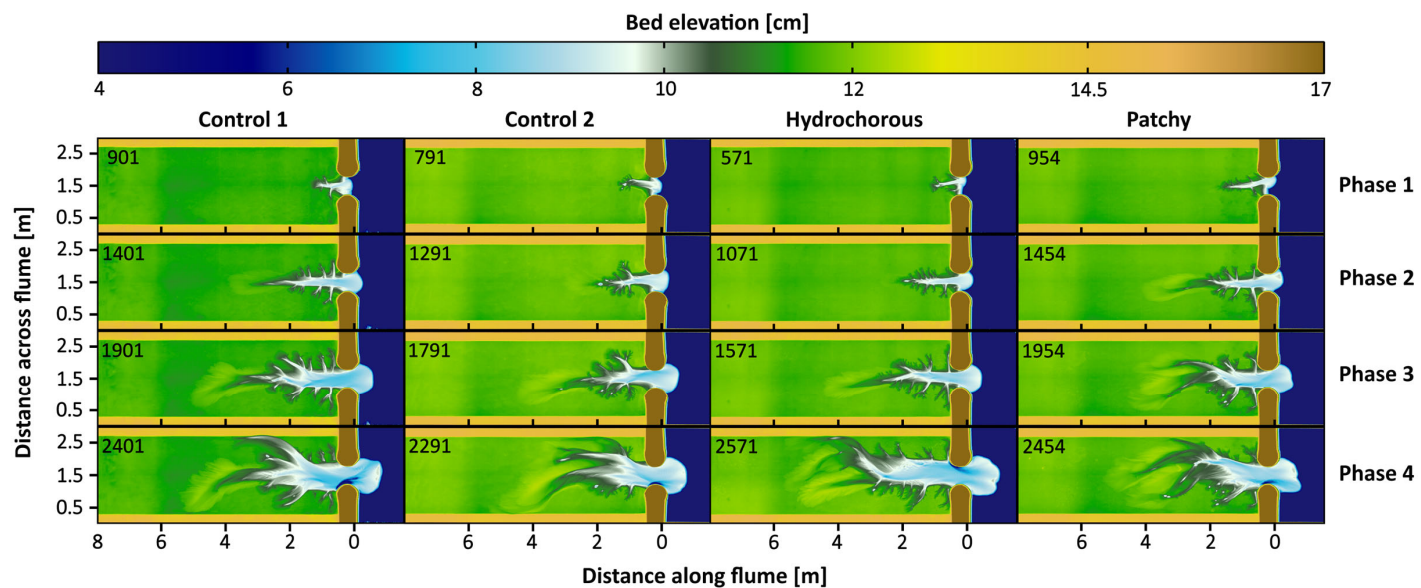 Bed elevation [cm]
4 6 8 10 12 14.5 17
Control 1 Control 2 Hydrochorous Patchy
Distance across flume [m]
2.5 901 791 571 954
1.5 Phase 1
0.5
2.5 1401 1291 1071 1454
1.5 Phase 2
0.5
2.5 1901 1791 1571 1954
1.5 Phase 3
0.5
2.5 2401 2291 2571 2454
1.5 Phase 4
0.5
8 6 4 2 0 6 4 2 0 6 4 2 0 6 4 2 0
Distance along flume [m]